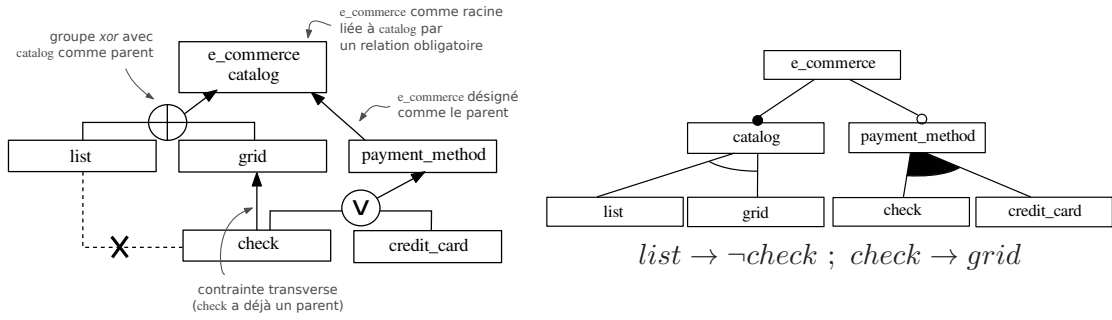 e_commerce comme racine
liée à catalog par
un relation obligatoire
groupe xor avec
catalog comme parent
e_commerce
catalog
e_commerce désigné
comme le parent
list
grid
payment_method
V
check
credit_card
contrainte transverse
(check a déjà un parent)
e_commerce
catalog
payment_method
list
grid
check
credit_card
list → ¬check ; check → grid